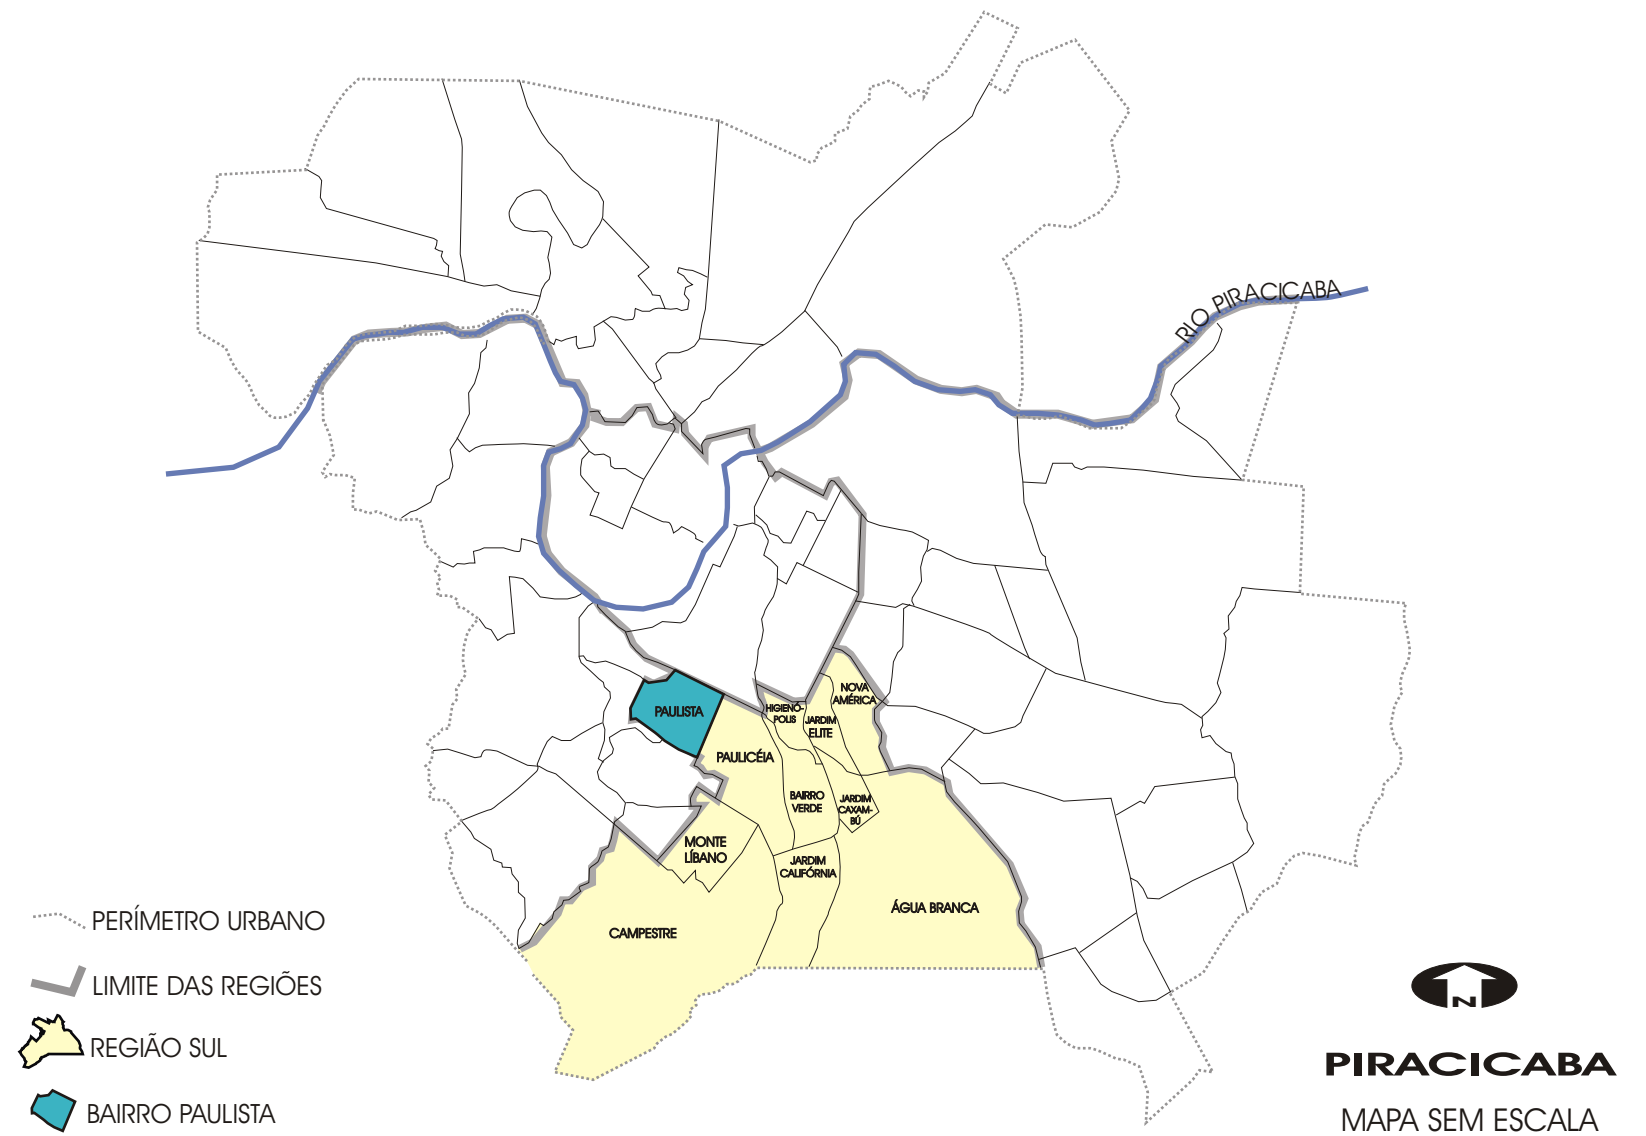 RIO PIRACICABA
NOVA
AMÉRICA
PAULISTA
HIGIENÓ-
POLIS
JARDIM
ELITE
PAULICÉIA
BAIRRO
VERDE
JARDIM
CAXAM-
BÚ
MONTE
LÍBANO
JARDIM
CALIFÓRNIA
ÁGUA BRANCA
CAMPESTRE
PERÍMETRO URBANO
LIMITE DAS REGIÕES
REGIÃO SUL
BAIRRO PAULISTA
N
PIRACICABA
MAPA SEM ESCALA